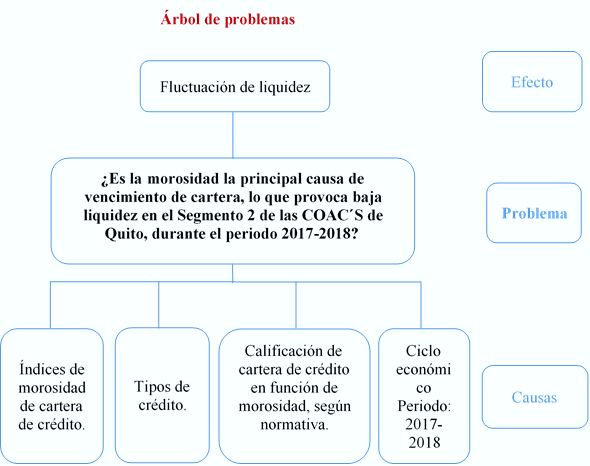 Árbol de problemas
Fluctuación de liquidez
Efecto
¿Es la morosidad la principal causa de
vencimiento de cartera, lo que provoca baja
liquidez en el Segmento 2 de las COAC´S de
Quito, durante el periodo 2017-2018?
Problema
Índices de
morosidad
de cartera
de crédito.
Tipos de
crédito.
Calificación de
cartera de crédito
en función de
morosidad, según
normativa.
Ciclo
económi
co
Periodo:
2017-
2018
Causas